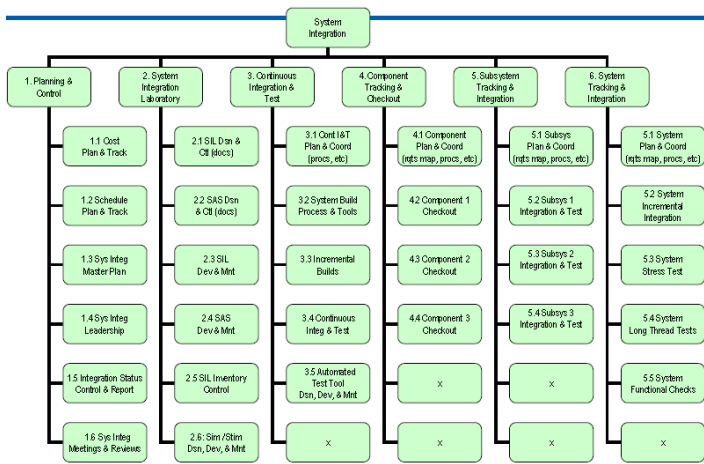 System
Integration
1. Planning &
Control
2. System
Integration
Laboratory
3. Continuous
Integration &
Test
4. Component
Tracking &
Checkout
5. Subsystem
Tracking &
Integration
6. System
Tracking &
Integration
1.1 Cost
Plan & Track
1.2 Schedule
Plan & Track
1.3 Sys Integ
Master Plan
1.4 Sys Integ
Leadership
1.5 Integration Status
Control & Report
1.6 Sys Integ
Meetings & Reviews
2.1 SIL Dsn &
Ctl (docs)
2.2 SAS Dsn
& Ctl (docs)
2.3 SIL
Dev & Mnt
2.4 SAS
Dev & Mnt
2.5 SIL Inventory
Control
2.6: Sim /Stim
Dsn, Dev, & Mnt
3.1 Cont I&T
Plan & Coord
(procs, etc)
3.2 System Build
Process & Tools
3.3 Incremental
Builds
3.4 Continuous
Integ & Test
3.5 Automated
Test Tool
Dsn, Dev, & Mnt
x
4.1 Component
Plan & Coord
(rqts map, procs, etc)
4.2 Component 1
Checkout
4.3 Component 2
Checkout
4.4 Component 3
Checkout
x
x
5.1 Subsys
Plan & Coord
(rqts map, procs, etc)
5.2 Subsys 1
Integration & Test
5.3 Subsys 2
Integration & Test
5.4 Subsys 3
Integration & Test
x
x
5.1 System
Plan & Coord
(rqts map, procs, etc)
5.2 System
Incremental
Integration
5.3 System
Stress Test
5.4 System
Long Thread Tests
5.5 System
Functional Checks
x